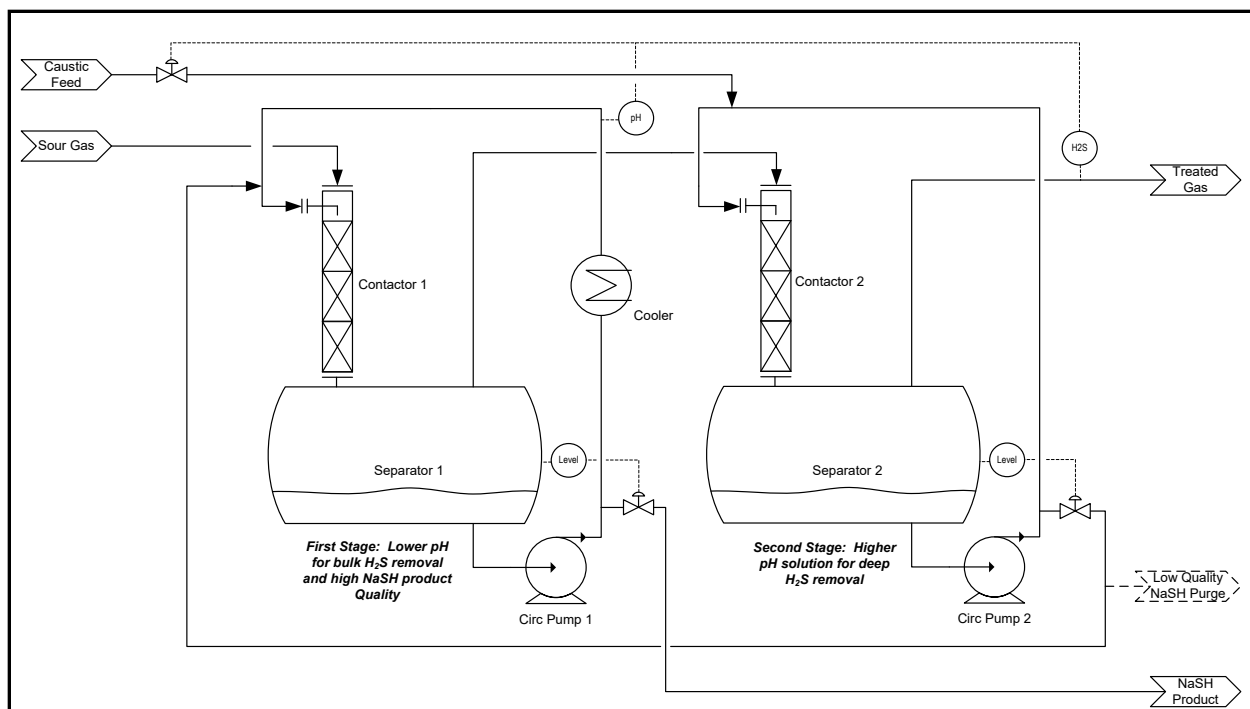 Caustic
Feed
pH
Sour Gas
H2S
Treated
Gas
Contactor 1
Contactor 2
Cooler
Separator 1
Level
Separator 2
Level
First Stage: Lower pH
for bulk H₂S removal
and high NaSH product
Quality
Second Stage: Higher
pH solution for deep
H₂S removal
Low Quality
NaSH Purge
Circ Pump 1
Circ Pump 2
NaSH
Product